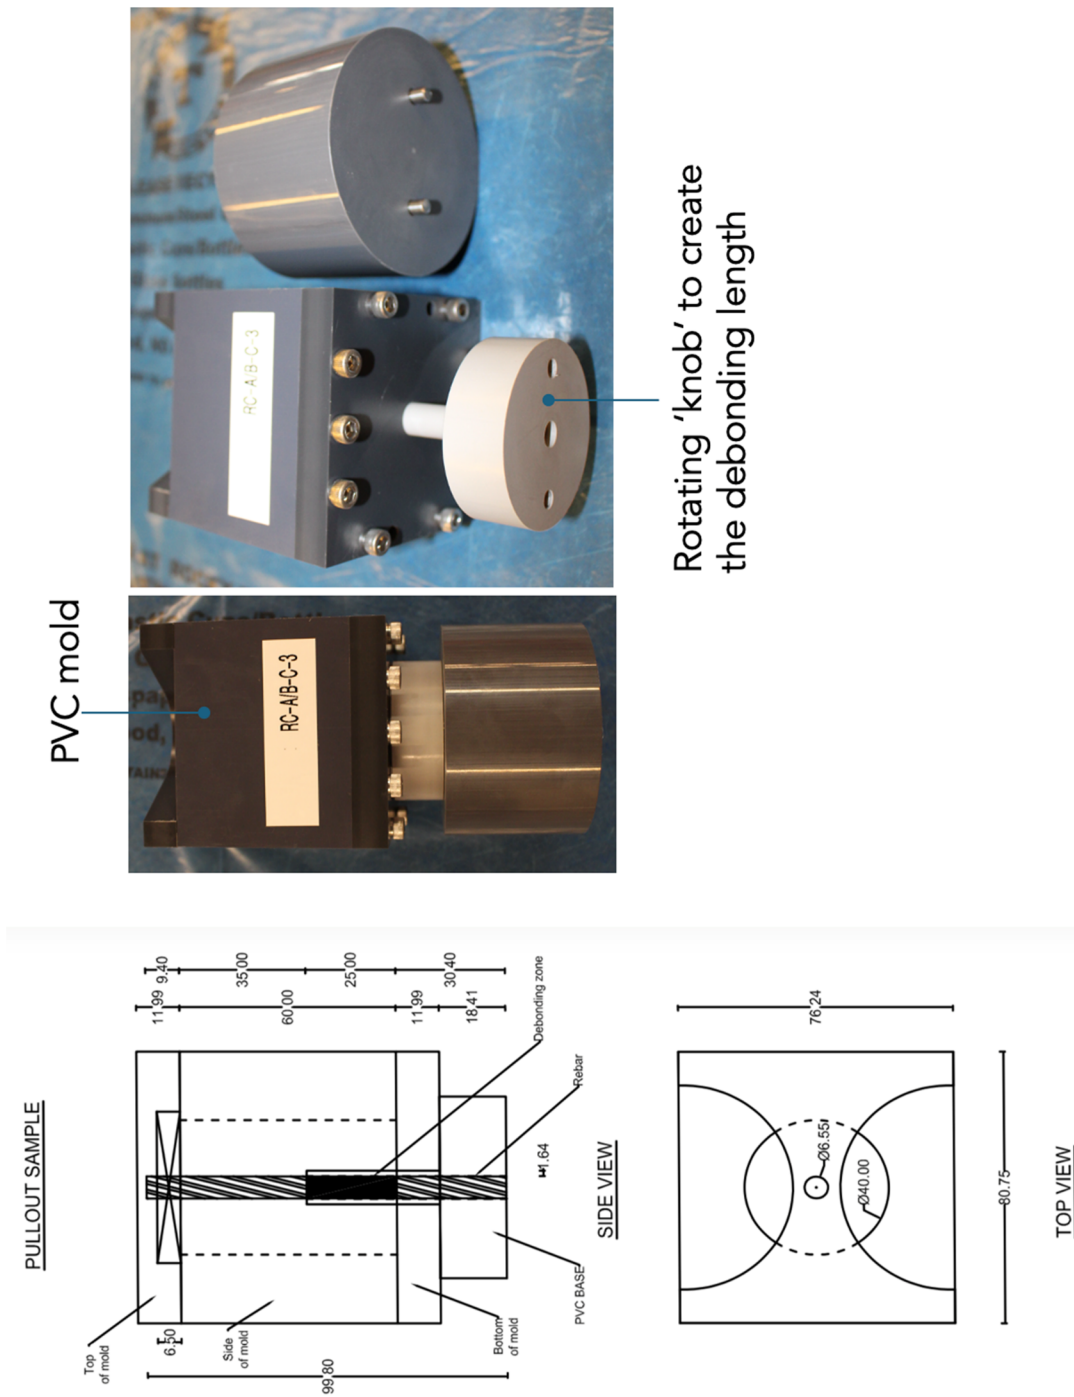 PVC mold
RC-A/B-C-3
RC-A/B-C-3
Rotating ‘knob’ to create
the debonding length
PULLOUT SAMPLE
Top
of mold
6.50
Side
of mold
99.80
Bottom
of mold
PVC BASE
SIDE VIEW
1.64
Rebar
Debonding zone
11.99
60.00
11.99
18.41
9.40
35.00
25.00
30.40
76.24
Ø6.55
Ø40.00
80.75
TOP VIEW